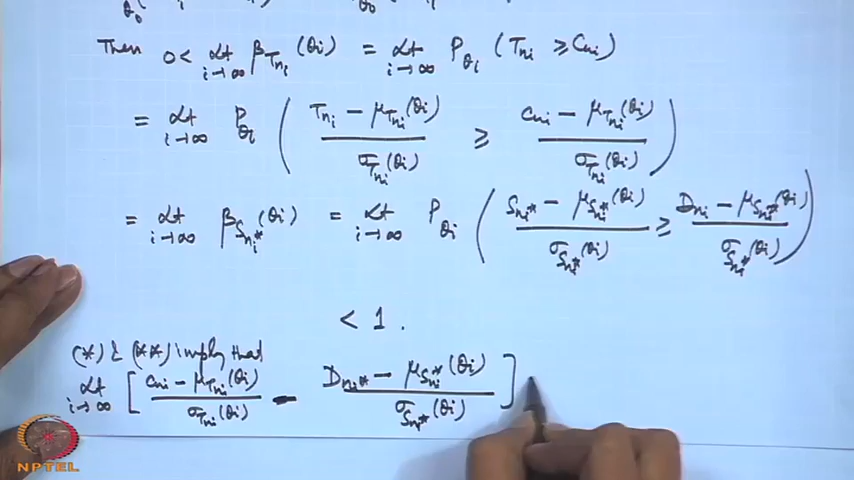 θ₀ θ₀
Then 0 < lt_{i→∞} β_{T_{n_i}}(θ_i) = lt_{i→∞} P_{θ_i} ( T_{n_i} ≥ C_{n_i} )
= lt_{i→∞} P_{θ_i} ( (T_{n_i} − μ_{T_{n_i}}(θ_i)) / σ_{T_{n_i}}(θ_i) ≥ (C_{n_i} − μ_{T_{n_i}}(θ_i)) / σ_{T_{n_i}}(θ_i) )
= lt_{i→∞} β_{S_{n_i}*}(θ_i) = lt_{i→∞} P_{θ_i} ( (S_{n_i}* − μ_{S_{n_i}*}(θ_i)) / σ_{S_{n_i}*}(θ_i) ≥ (D_{n_i} − μ_{S_{n_i}*}(θ_i)) / σ_{S_{n_i}*}(θ_i) )
< 1 .
(*) & (**) imply that
lt_{i→∞} [ (C_{n_i} − μ_{T_{n_i}}(θ_i)) / σ_{T_{n_i}}(θ_i) − (D_{n_i}* − μ_{S_{n_i}*}(θ_i)) / σ_{S_{n_i}*}(θ_i) ]
NPTEL